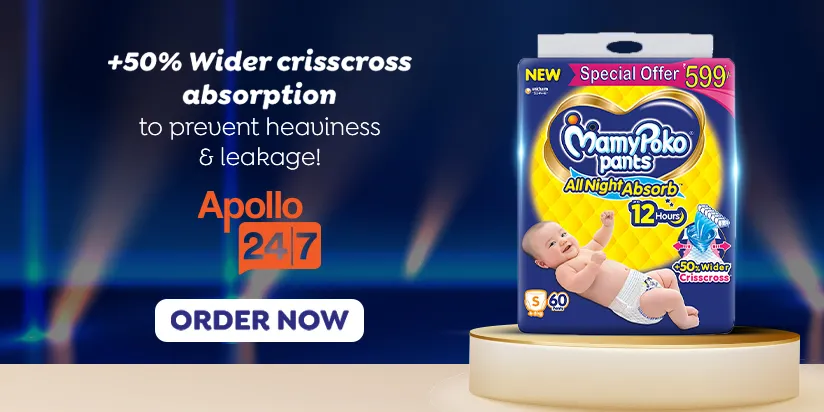 +50% Wider crisscross
absorption
to prevent heaviness
& leakage!
Apollo
24|7
ORDER NOW
NEW
Special Offer ₹599/
MamyPoko
pants
All Night Absorb
12 Hours
+50% Wider
Crisscross
S
60